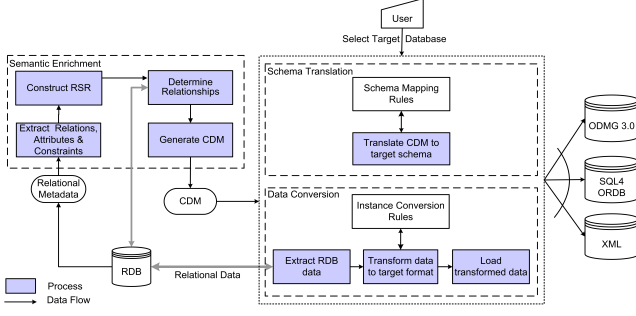 User
Select Target Database
Semantic Enrichment
Construct RSR
Determine
Relationships
Extract Relations,
Attributes &
Constraints
Generate CDM
Relational
Metadata
CDM
RDB
Relational Data
Schema Translation
Schema Mapping
Rules
Translate CDM to
target schema
Data Conversion
Instance Conversion
Rules
Extract RDB
data
Transform data
to target format
Load
transformed data
ODMG 3.0
SQL4
ORDB
XML
Process
Data Flow